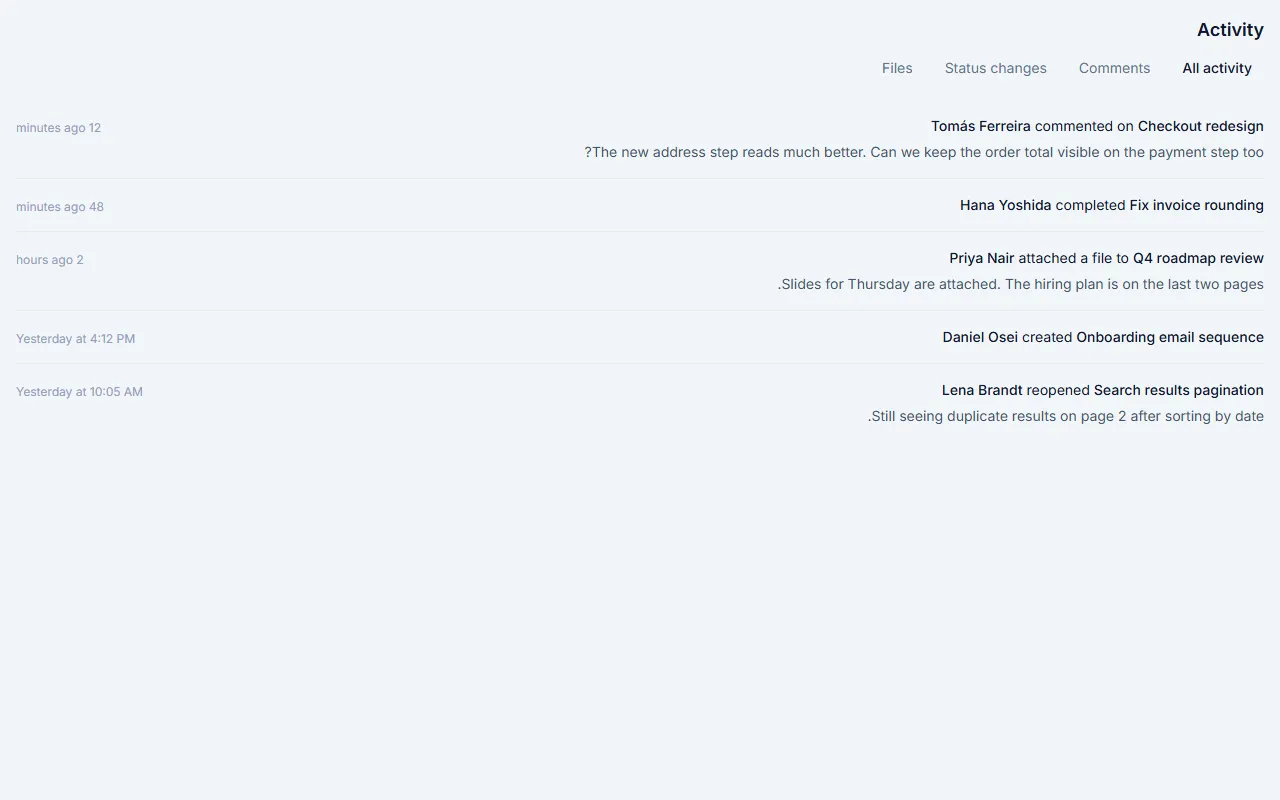 Activity
Files Status changes Comments All activity
minutes ago 12 Tomás Ferreira commented on Checkout redesign
?The new address step reads much better. Can we keep the order total visible on the payment step too
minutes ago 48 Hana Yoshida completed Fix invoice rounding
hours ago 2 Priya Nair attached a file to Q4 roadmap review
.Slides for Thursday are attached. The hiring plan is on the last two pages
Yesterday at 4:12 PM Daniel Osei created Onboarding email sequence
Yesterday at 10:05 AM Lena Brandt reopened Search results pagination
.Still seeing duplicate results on page 2 after sorting by date